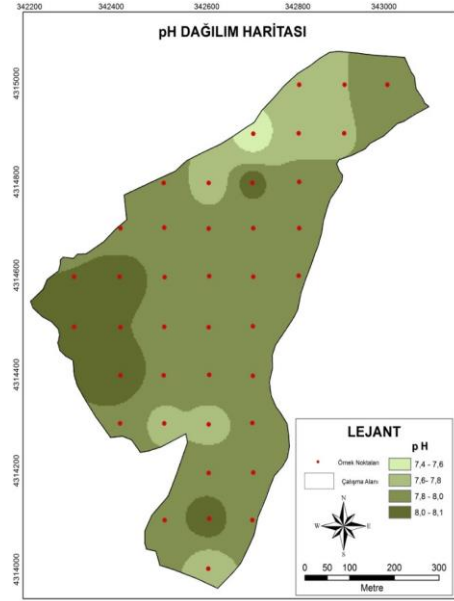 342200 342400 342600 342800 343000
pH DAĞILIM HARİTASI
4315000
4314800
4314600
4314400
4314200
4314000
LEJANT
p H
Örnek Noktaları
Çalışma Alanı
7,4 - 7,6
7,6- 7,8
7,8 - 8,0
8,0 - 8,1
N
W E
S
0 50 100 200 300
Metre